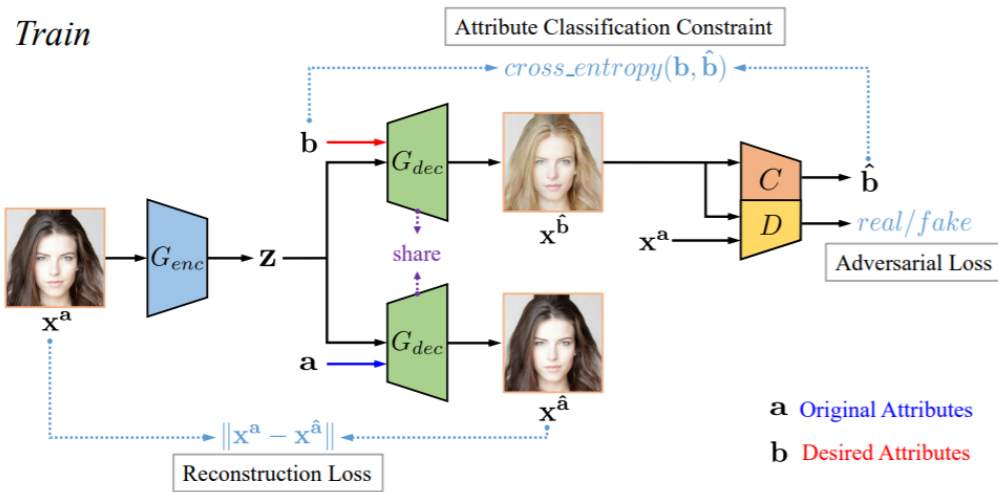 Train
Attribute Classification Constraint
cross_entropy(b, b̂)
b
G_dec
x^b̂
C
b̂
x^a
D
real/fake
Adversarial Loss
share
x^a
G_enc
z
a
G_dec
x^â
‖x^a − x^â‖
Reconstruction Loss
a Original Attributes
b Desired Attributes